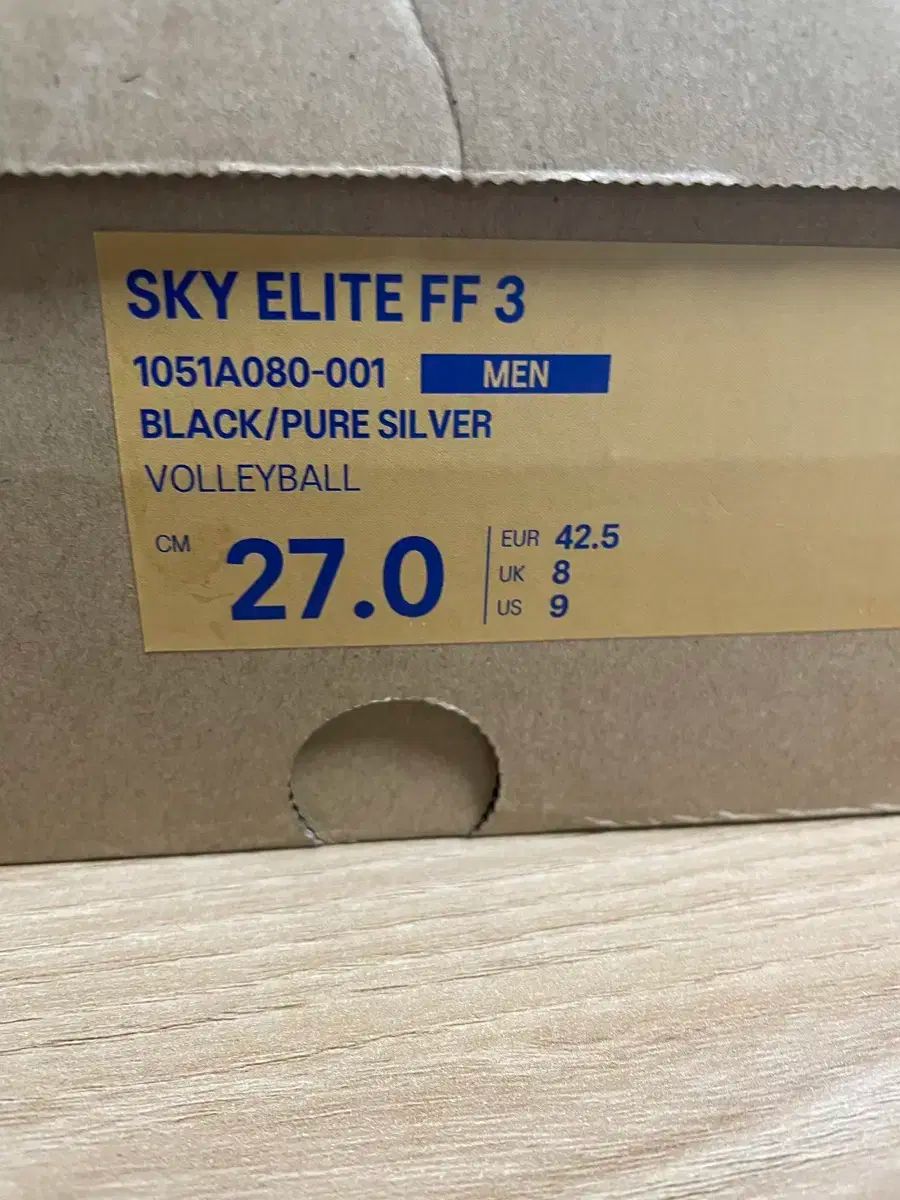 SKY ELITE FF 3
1051A080-001 MEN
BLACK/PURE SILVER
VOLLEYBALL
CM 27.0
EUR 42.5
UK 8
US 9